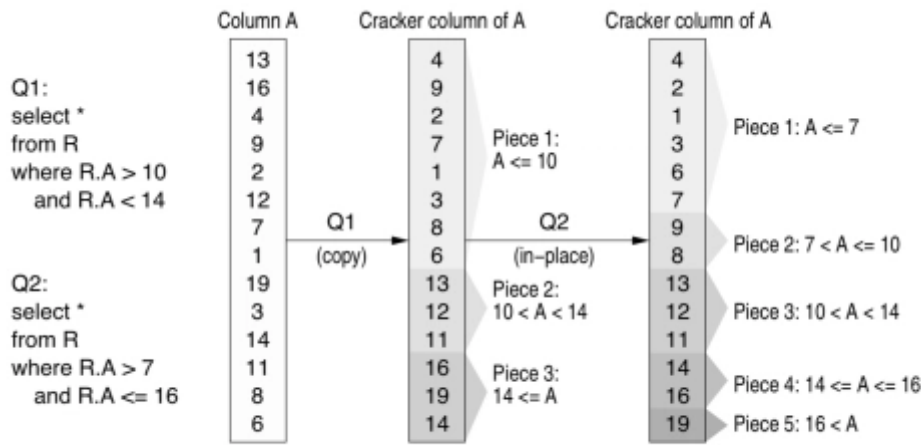 Column A
Cracker column of A
Cracker column of A
Q1:
select *
from R
where R.A > 10
and R.A < 14
Q2:
select *
from R
where R.A > 7
and R.A <= 16
13
16
4
9
2
12
7
1
19
3
14
11
8
6
Q1
(copy)
4
9
2
7
1
3
8
6
13
12
11
16
19
14
Piece 1:
A <= 10
Piece 2:
10 < A < 14
Piece 3:
14 <= A
Q2
(in-place)
4
2
1
3
6
7
9
8
13
12
11
14
16
19
Piece 1: A <= 7
Piece 2: 7 < A <= 10
Piece 3: 10 < A < 14
Piece 4: 14 <= A <= 16
Piece 5: 16 < A